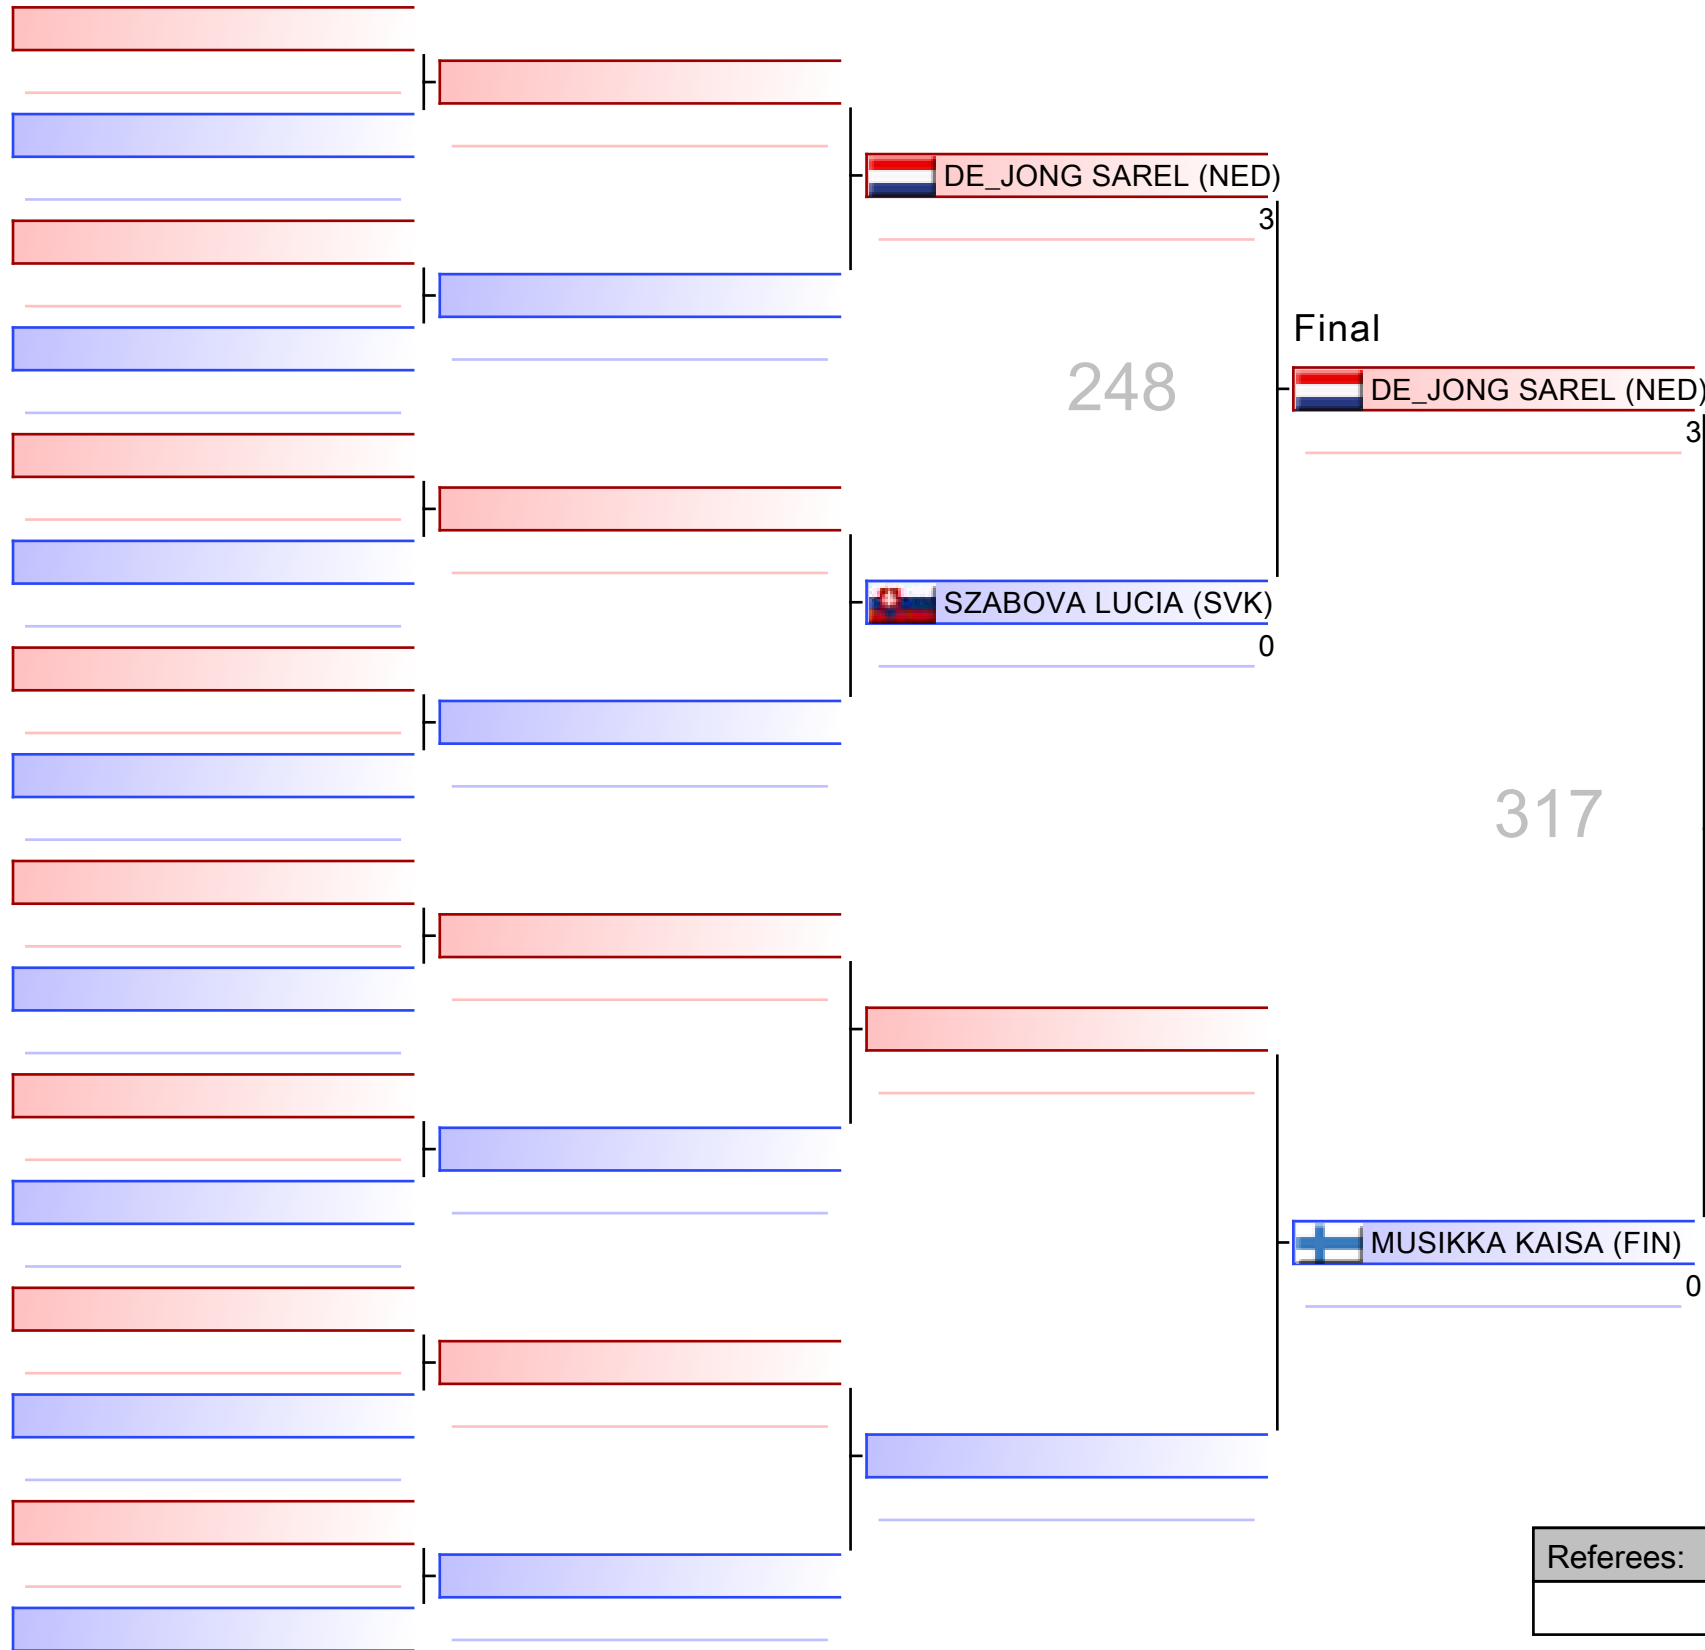 DE_JONG SAREL (NED)
3
248
SZABOVA LUCIA (SVK)
0
Final
DE_JONG SAREL (NED)
3
317
MUSIKKA KAISA (FIN)
0
Referees: